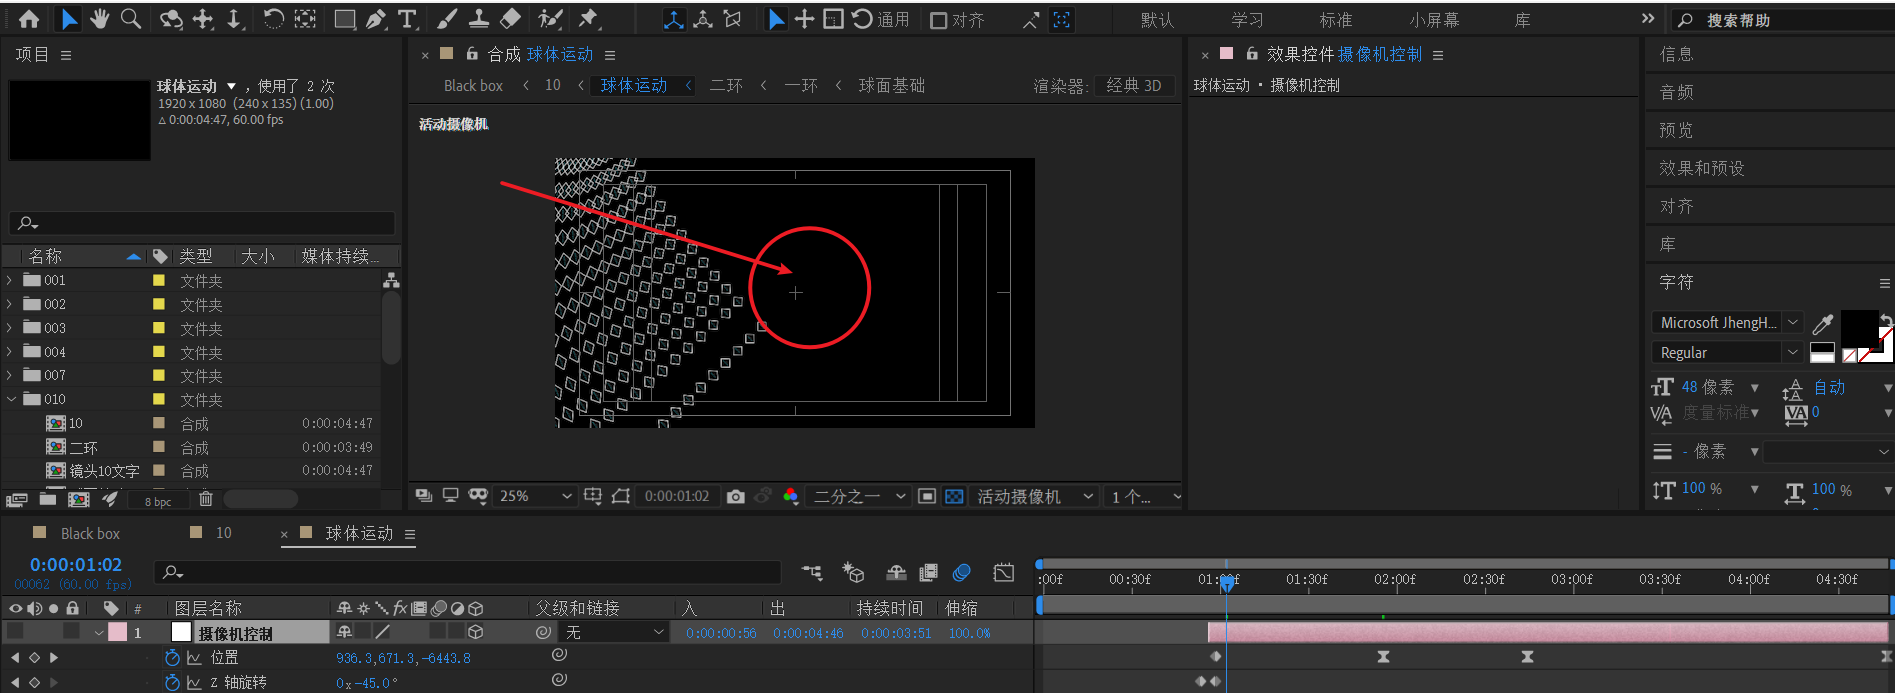 通用
对齐
默认
学习
标准
小屏幕
库
»
搜索帮助
项目
球体运动 ▼ ，使用了 2 次
1920 x 1080 (240 x 135) (1.00)
△ 0:00:04:47, 60.00 fps
名称 类型 大小 媒体持续...
001 文件夹
002 文件夹
003 文件夹
004 文件夹
007 文件夹
010 文件夹
10 合成 0:00:04:47
二环 合成 0:00:03:49
镜头10文字 合成 0:00:04:47
8 bpc
× 合成 球体运动
Black box ‹ 10 ‹ 球体运动 ‹ 二环 ‹ 一环 ‹ 球面基础
渲染器: 经典 3D
活动摄像机
25% 0:00:01:02 二分之一 活动摄像机 1 个...
× 效果控件 摄像机控制
球体运动 · 摄像机控制
信息
音频
预览
效果和预设
对齐
库
字符
Microsoft JhengH...
Regular
48 像素 自动
度量标准 0
- 像素
100 % 100 %
Black box 10 × 球体运动
0:00:01:02
00062 (60.00 fps)
# 图层名称 父级和链接 入 出 持续时间 伸缩
1 摄像机控制 无 0:00:00:56 0:00:04:46 0:00:03:51 100.0%
位置 936.3,671.3,-6443.8
Z 轴旋转 0x-45.0°
:00f 00:30f 01:00f 01:30f 02:00f 02:30f 03:00f 03:30f 04:00f 04:30f